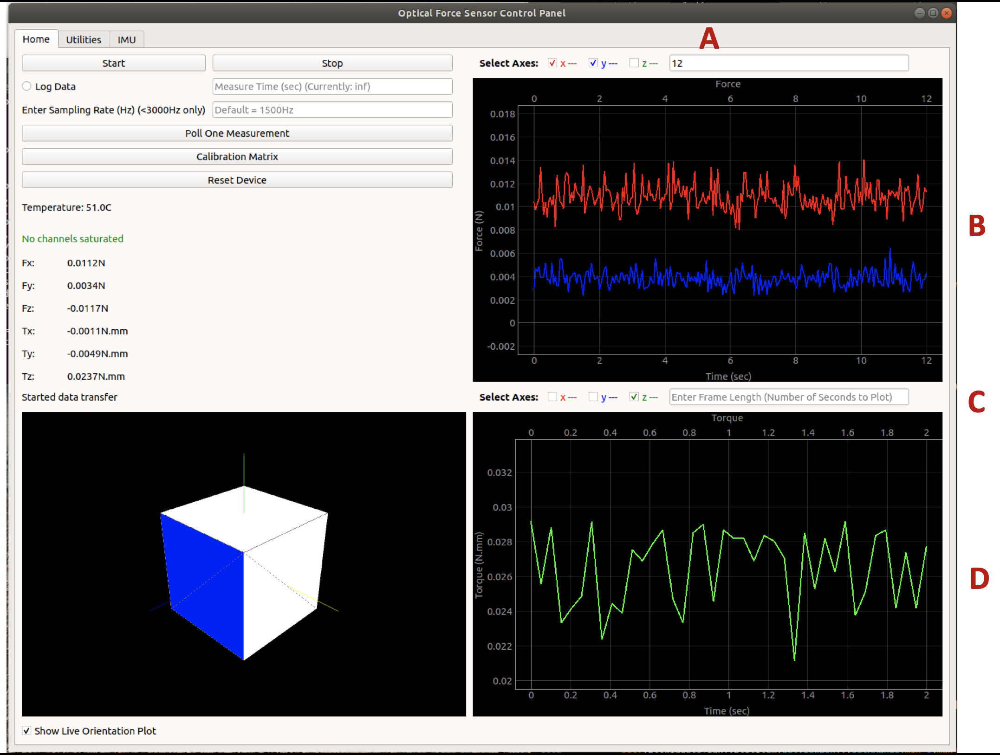 Optical Force Sensor Control Panel
Home Utilities IMU
A
Start Stop
Log Data Measure Time (sec) (Currently: inf)
Enter Sampling Rate (Hz) (<3000Hz only) Default = 1500Hz
Poll One Measurement
Calibration Matrix
Reset Device
Temperature: 51.0C
No channels saturated
Fx: 0.0112N
Fy: 0.0034N
Fz: -0.0117N
Tx: -0.0011N.mm
Ty: -0.0049N.mm
Tz: 0.0237N.mm
Started data transfer
Show Live Orientation Plot
Select Axes: x --- y --- z --- 12
Force
0 2 4 6 8 10 12
0.018
0.016
0.014
0.012
0.01
0.008
0.006
0.004
0.002
0
-0.002
Force (N)
0 2 4 6 8 10 12
Time (sec)
B
Select Axes: x --- y --- z --- Enter Frame Length (Number of Seconds to Plot)
C
Torque
0 0.2 0.4 0.6 0.8 1 1.2 1.4 1.6 1.8 2
0.032
0.03
0.028
0.026
0.024
0.022
0.02
Torque (N.mm)
0 0.2 0.4 0.6 0.8 1 1.2 1.4 1.6 1.8 2
Time (sec)
D